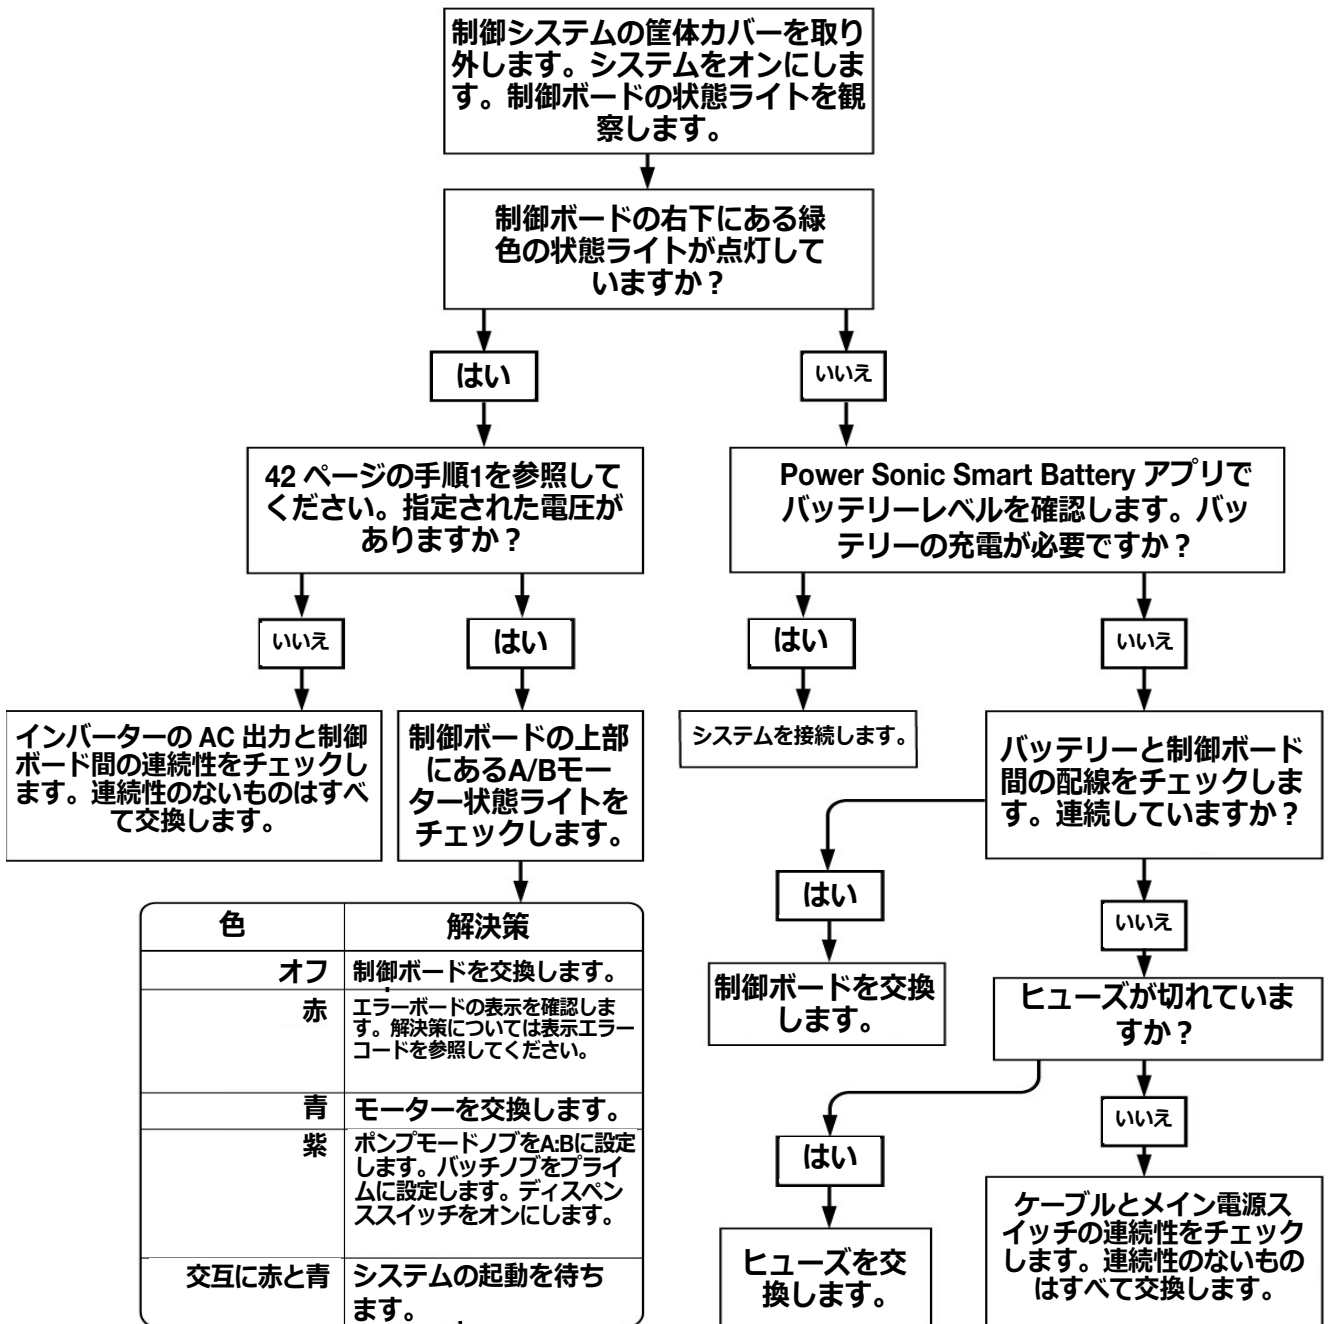 制御システムの筐体カバーを取り
外します。システムをオンにしま
す。制御ボードの状態ライトを観
察します。
制御ボードの右下にある緑
色の状態ライトが点灯して
いますか？
はい
いいえ
42 ページの手順1を参照して
ください。指定された電圧が
ありますか？
Power Sonic Smart Battery アプリで
バッテリーレベルを確認します。バッ
テリーの充電が必要ですか？
いいえ
はい
はい
いいえ
インバーターの AC 出力と制御
ボード間の連続性をチェックし
ます。連続性のないものはすべ
て交換します。
制御ボードの上部
にあるA/Bモー
ター状態ライトを
チェックします。
システムを接続します。
バッテリーと制御ボード
間の配線をチェックしま
す。連続していますか？
はい
いいえ
制御ボードを交換
します。
ヒューズが切れていま
すか？
はい
いいえ
ヒューズを交
換します。
ケーブルとメイン電源ス
イッチの連続性をチェック
します。連続性のないもの
はすべて交換します。
色 解決策
オフ 制御ボードを交換します。
赤 エラーボードの表示を確認しま
す。解決策については表示エラー
コードを参照してください。
青 モーターを交換します。
紫 ポンプモードノブをA:Bに設定
します。バッチノブをプライ
ムに設定します。ディスペン
ススイッチをオンにします。
交互に赤と青 システムの起動を待ち
ます。